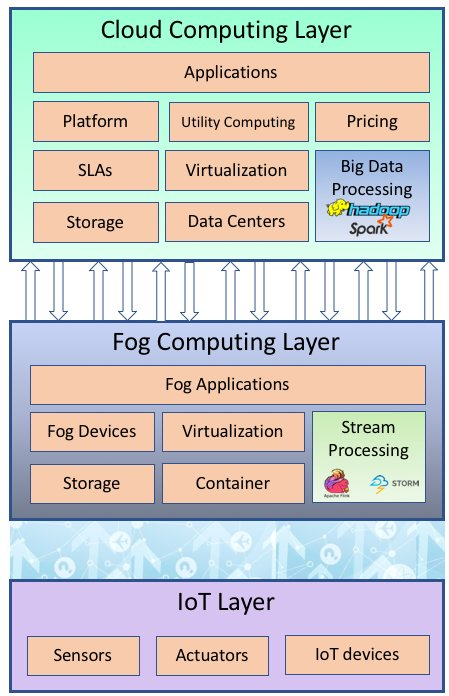 Cloud Computing Layer
Applications
Platform
Utility Computing
Pricing
SLAs
Virtualization
Big Data
Processing
hadoop
Spark
Storage
Data Centers
Fog Computing Layer
Fog Applications
Fog Devices
Virtualization
Stream
Processing
Storage
Container
Apache Flink
STORM
IoT Layer
Sensors
Actuators
IoT devices